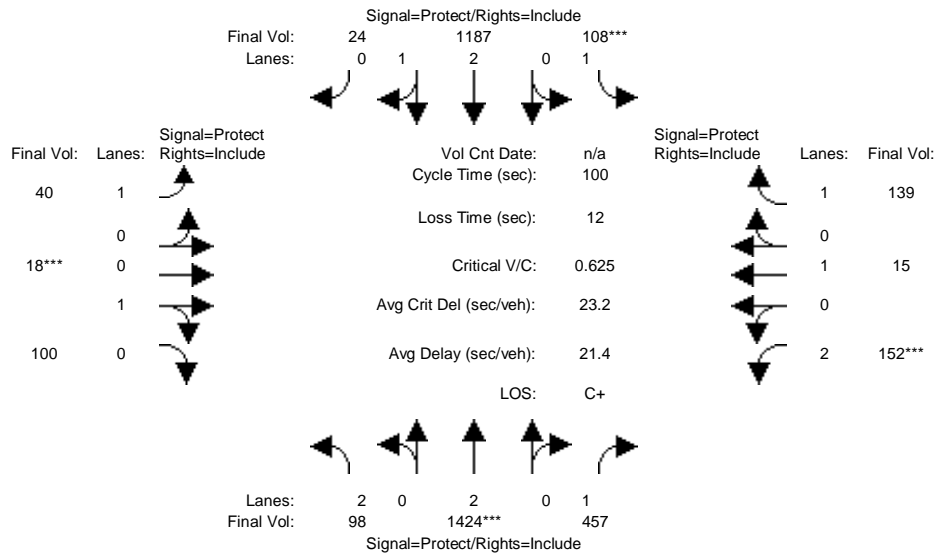 Signal=Protect/Rights=Include
Final Vol: 24 1187 108***
Lanes: 0 1 2 0 1
Signal=Protect Signal=Protect
Final Vol: Lanes: Rights=Include Vol Cnt Date: n/a Rights=Include Lanes: Final Vol:
Cycle Time (sec): 100
40 1 1 139
Loss Time (sec): 12
0 0
18*** 0 Critical V/C: 0.625 1 15
1 Avg Crit Del (sec/veh): 23.2 0
100 0 Avg Delay (sec/veh): 21.4 2 152***
LOS: C+
Lanes: 2 0 2 0 1
Final Vol: 98 1424*** 457
Signal=Protect/Rights=Include